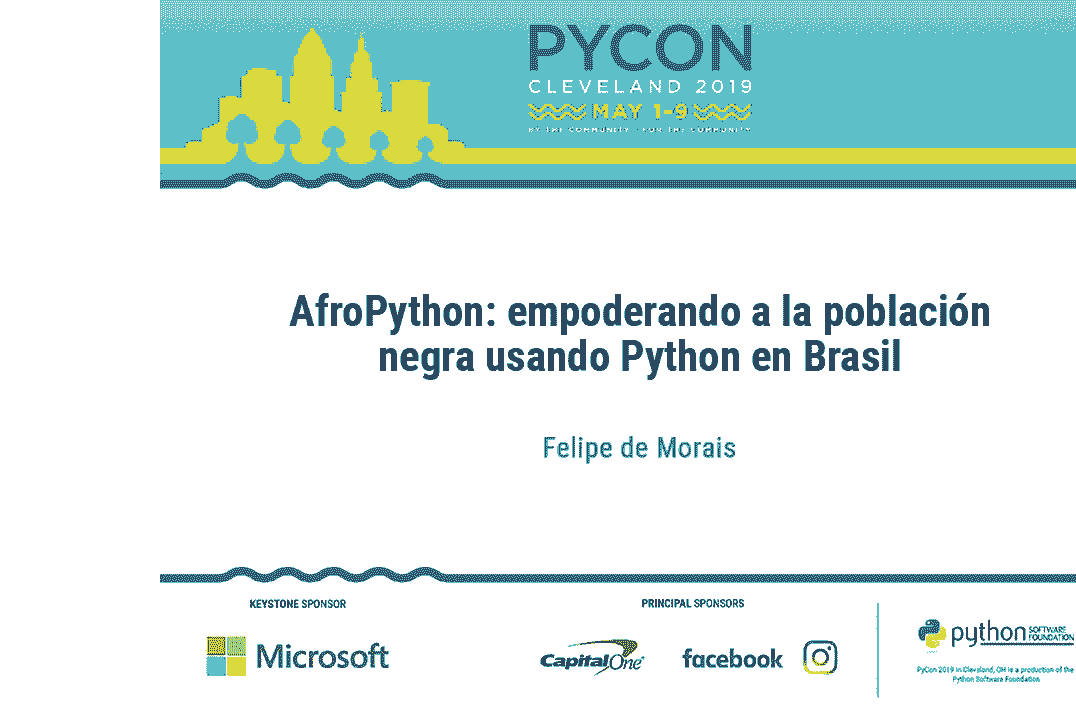 PYCON
CLEVELAND 2019
MAY 1-9
BY THE COMMUNITY FOR THE COMMUNITY
AfroPython: empoderando a la población
negra usando Python en Brasil
Felipe de Morais
KEYSTONE SPONSOR
PRINCIPAL SPONSORS
Microsoft
Capital One
facebook
python SOFTWARE
FOUNDATION
PyCon 2019 in Cleveland, OH is a production of the
Python Software Foundation